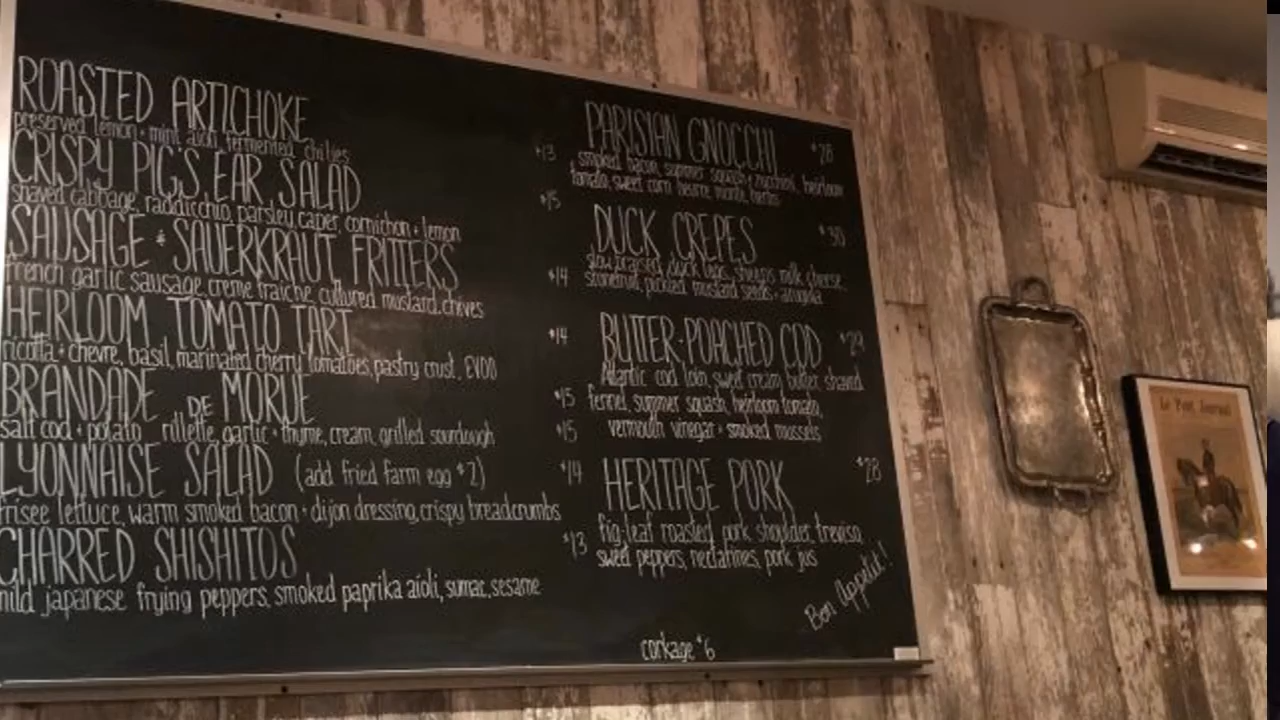 ROASTED ARTICHOKE
preserved lemon + mint aioli, fermented chilies $13
CRISPY PIG'S EAR SALAD
shaved cabbage, raddicchio, parsley, caper, cornichon + lemon $15
SAUSAGE + SAUERKRAUT FRITTERS
french garlic sausage, creme fraiche, cultured mustard, chives $14
HEIRLOOM TOMATO TART $14
ricotta + chevre, basil, marinated cherry tomatoes, pastry crust, EVOO
BRANDADE DE MORUE $15
salt cod + potato rillette, garlic + thyme, cream, grilled sourdough $15
LYONNAISE SALAD (add fried farm egg $2) $14
frisee lettuce, warm smoked bacon + dijon dressing, crispy breadcrumbs
CHARRED SHISHITOS $13
mild japanese frying peppers, smoked paprika aioli, sumac, sesame
PARISIAN GNOCCHI $28
smoked bacon, summer squash + zucchini, heirloom
tomato, sweet corn beurre monte, herbs
DUCK CREPES $30
slow braised duck legs, sheep's milk cheese,
stonefruit, pickled mustard seeds + arugula
BUTTER-POACHED COD $29
Atlantic cod loin, sweet cream butter, shaved
fennel, summer squash, heirloom tomato,
vermouth vinegar + smoked mussels
HERITAGE PORK $28
fig-leaf roasted pork shoulder, treviso,
sweet peppers, nectarines, pork jus
Bon Appetit!
corkage $6
Le Petit Journal